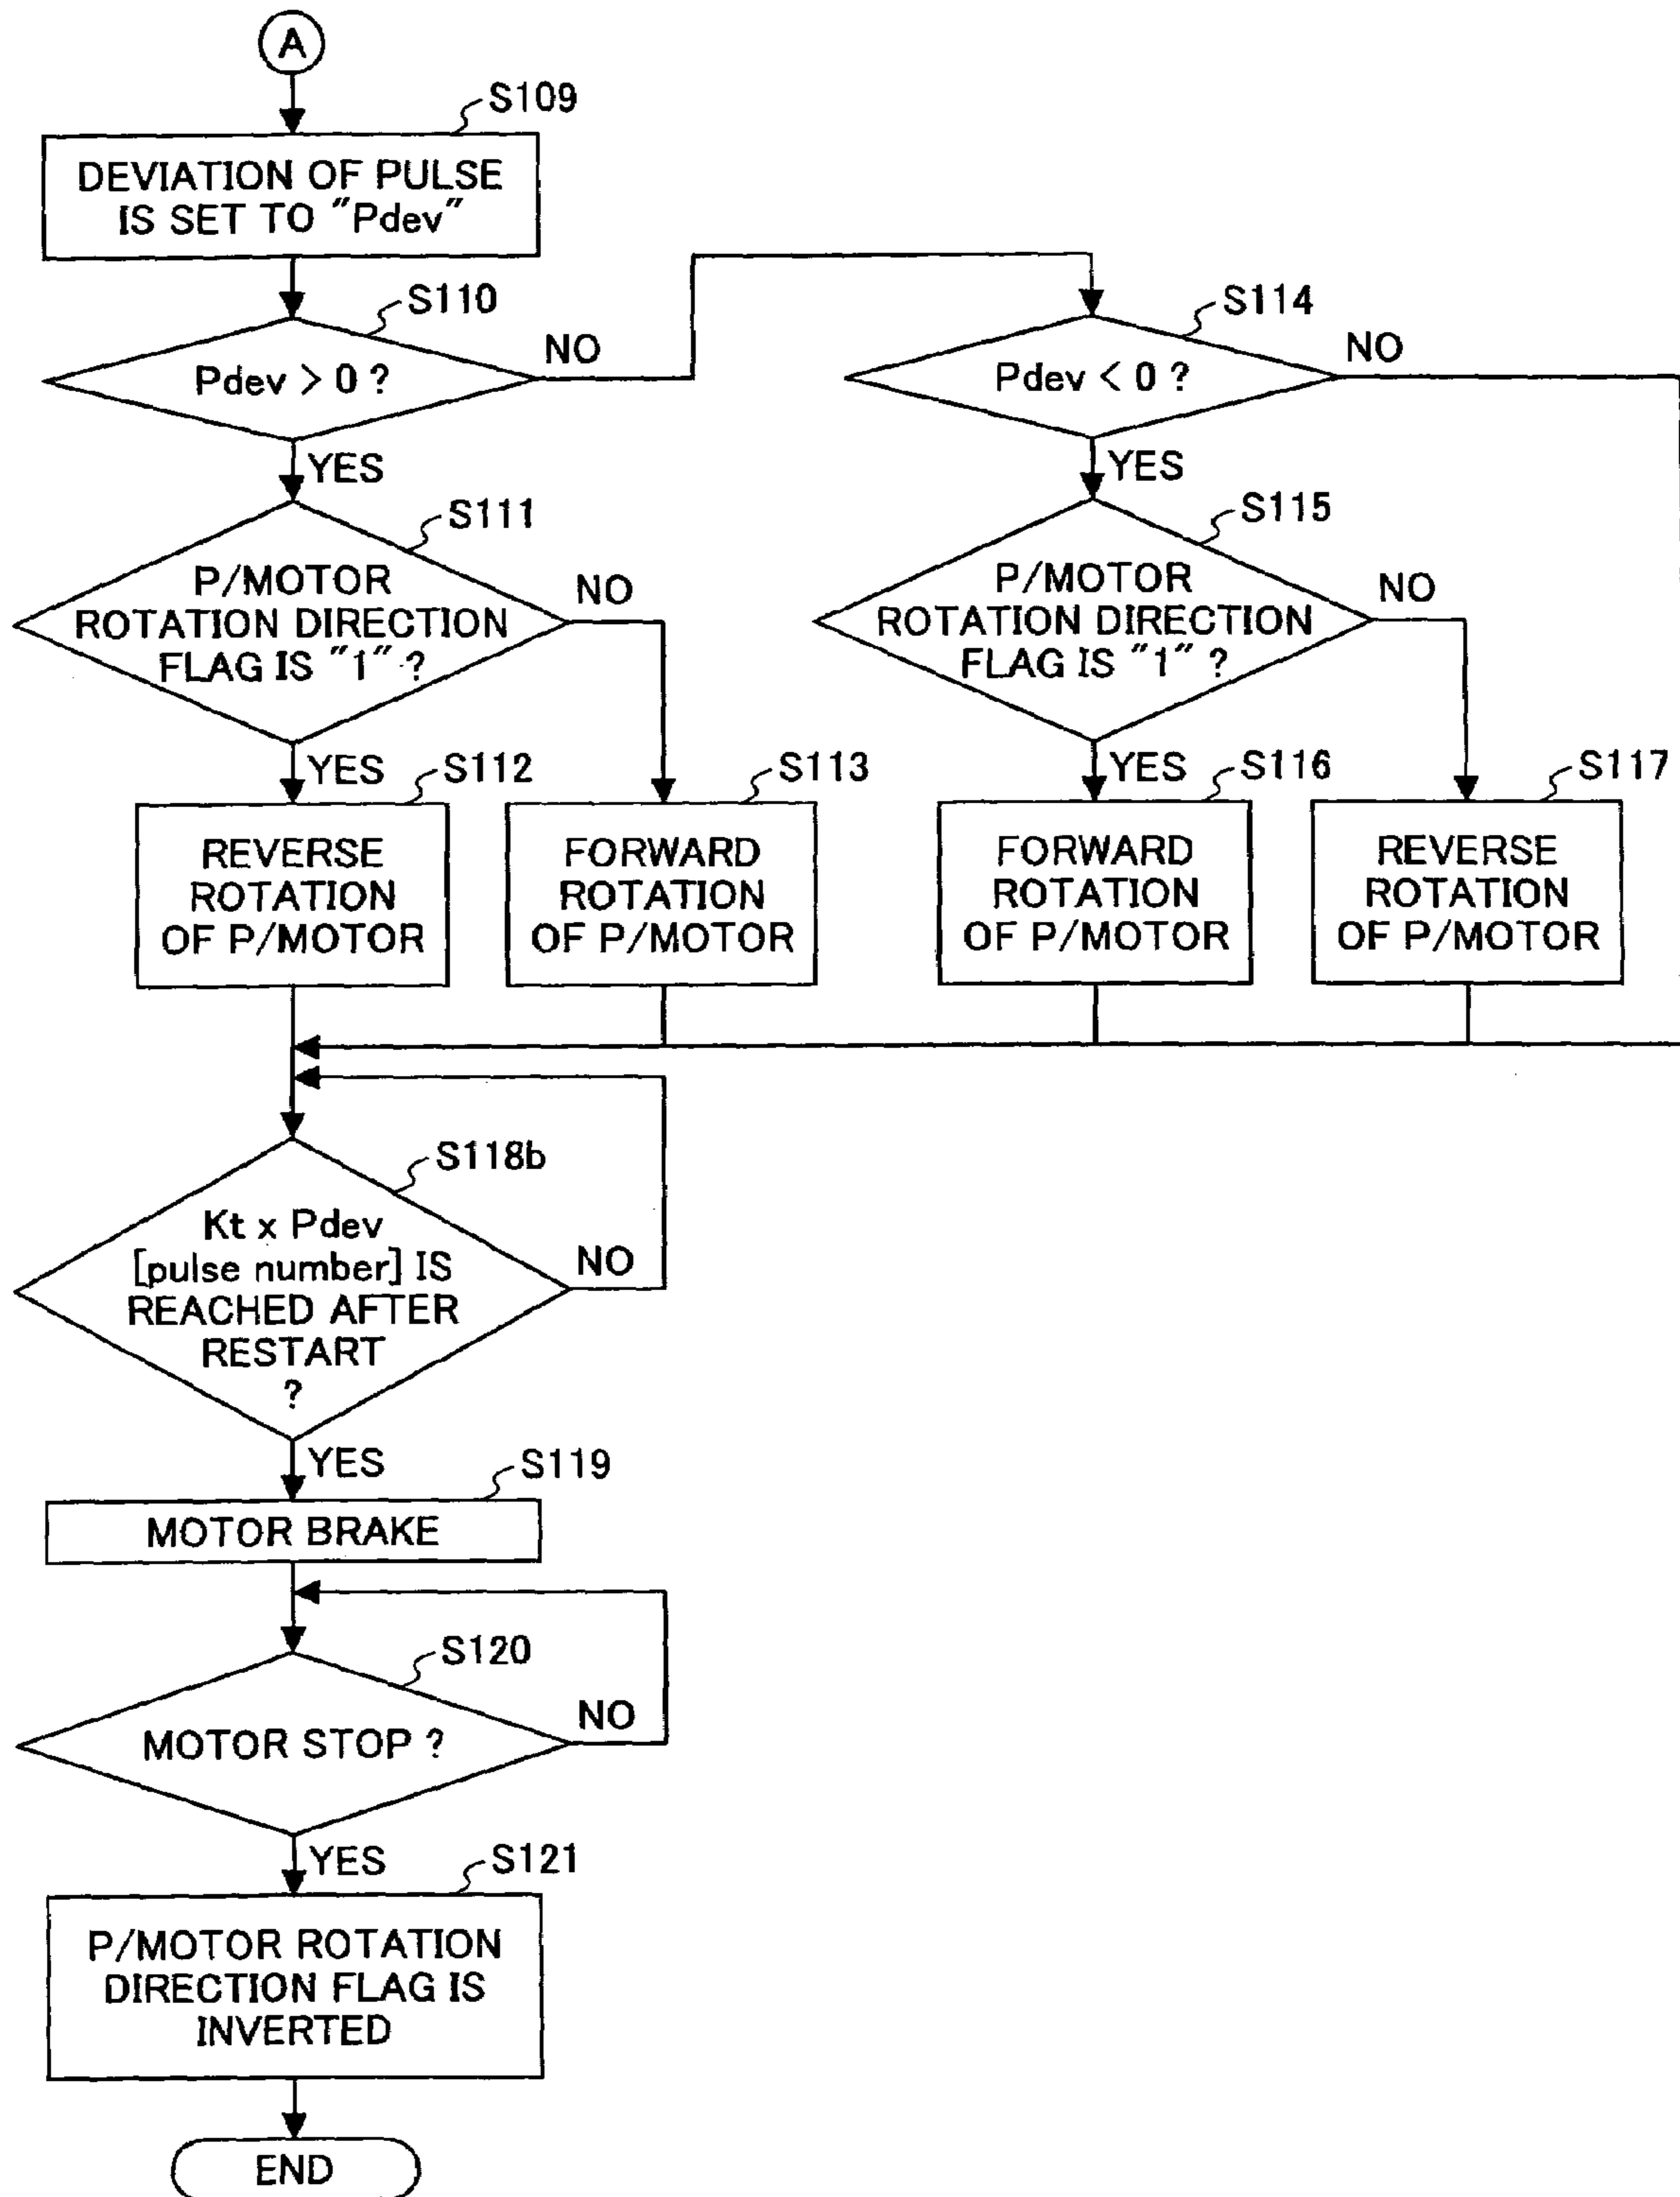 A
S109
DEVIATION OF PULSE
IS SET TO "Pdev"
S110
Pdev > 0 ?
NO
YES
S114
Pdev < 0 ?
NO
YES
S111
P/MOTOR
ROTATION DIRECTION
FLAG IS "1" ?
NO
YES
S115
P/MOTOR
ROTATION DIRECTION
FLAG IS "1" ?
NO
YES
S112
REVERSE
ROTATION
OF P/MOTOR
S113
FORWARD
ROTATION
OF P/MOTOR
S116
FORWARD
ROTATION
OF P/MOTOR
S117
REVERSE
ROTATION
OF P/MOTOR
S118b
Kt x Pdev
[pulse number] IS
REACHED AFTER
RESTART
?
NO
YES
S119
MOTOR BRAKE
S120
MOTOR STOP ?
NO
YES
S121
P/MOTOR ROTATION
DIRECTION FLAG IS
INVERTED
END